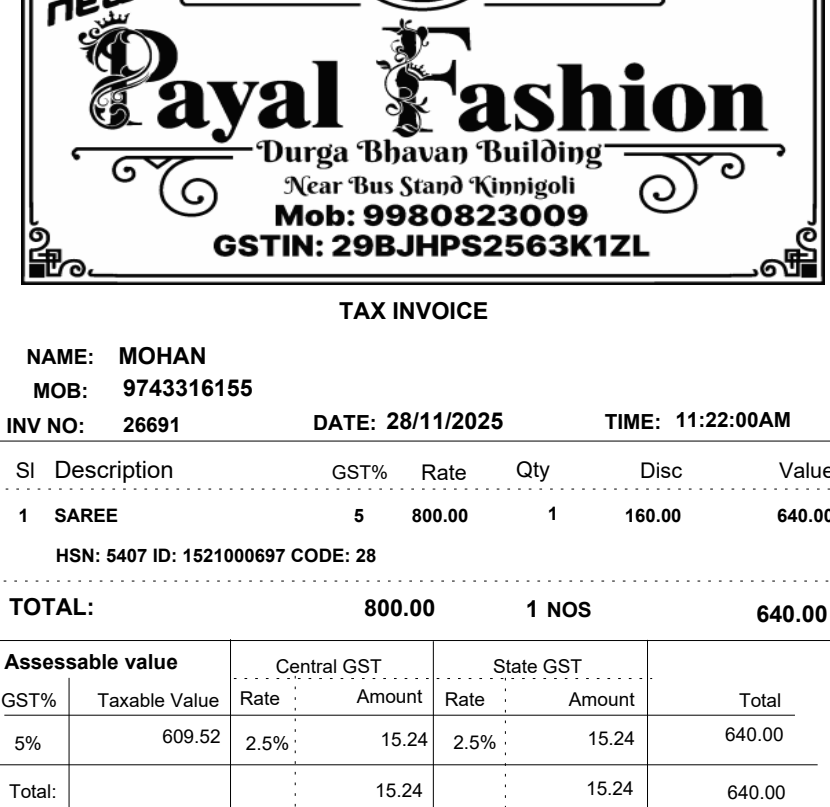 new
Payal Fashion
Durga Bhavan Building
Near Bus Stand Kinnigoli
Mob: 9980823009
GSTIN: 29BJHPS2563K1ZL
TAX INVOICE
NAME: MOHAN
MOB: 9743316155
INV NO: 26691 DATE: 28/11/2025 TIME: 11:22:00AM
Sl Description GST% Rate Qty Disc Value
1 SAREE 5 800.00 1 160.00 640.00
HSN: 5407 ID: 1521000697 CODE: 28
TOTAL: 800.00 1 NOS 640.00
Assessable value Central GST State GST
GST% Taxable Value Rate Amount Rate Amount Total
5% 609.52 2.5% 15.24 2.5% 15.24 640.00
Total: 15.24 15.24 640.00